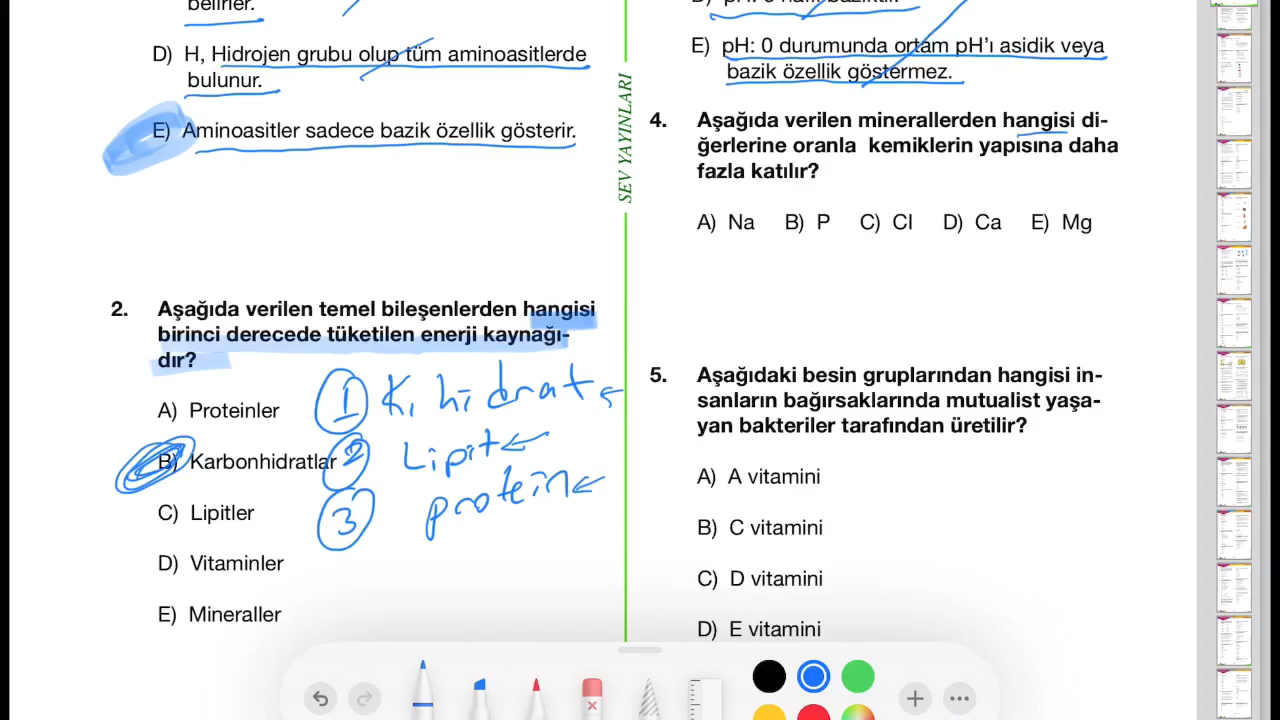 belirler.
D) H, Hidrojen grubu olup tüm aminoasitlerde
bulunur.
E) Aminoasitler sadece bazik özellik gösterir.
2. Aşağıda verilen temel bileşenlerden hangisi
birinci derecede tüketilen enerji kaynağı-
dır?
A) Proteinler
B) Karbonhidratlar
C) Lipitler
D) Vitaminler
E) Mineraller
1 K.hidrat
2 Lipit
3 protein
SEV YAYINLARI
E) pH: 0 durumunda ortam pH’ı asidik veya
bazik özellik göstermez.
4. Aşağıda verilen minerallerden hangisi di-
ğerlerine oranla kemiklerin yapısına daha
fazla katılır?
A) Na B) P C) Cl D) Ca E) Mg
5. Aşağıdaki besin gruplarından hangisi in-
sanların bağırsaklarında mutualist yaşa-
yan bakteriler tarafından üretilir?
A) A vitamini
B) C vitamini
C) D vitamini
D) E vitamini